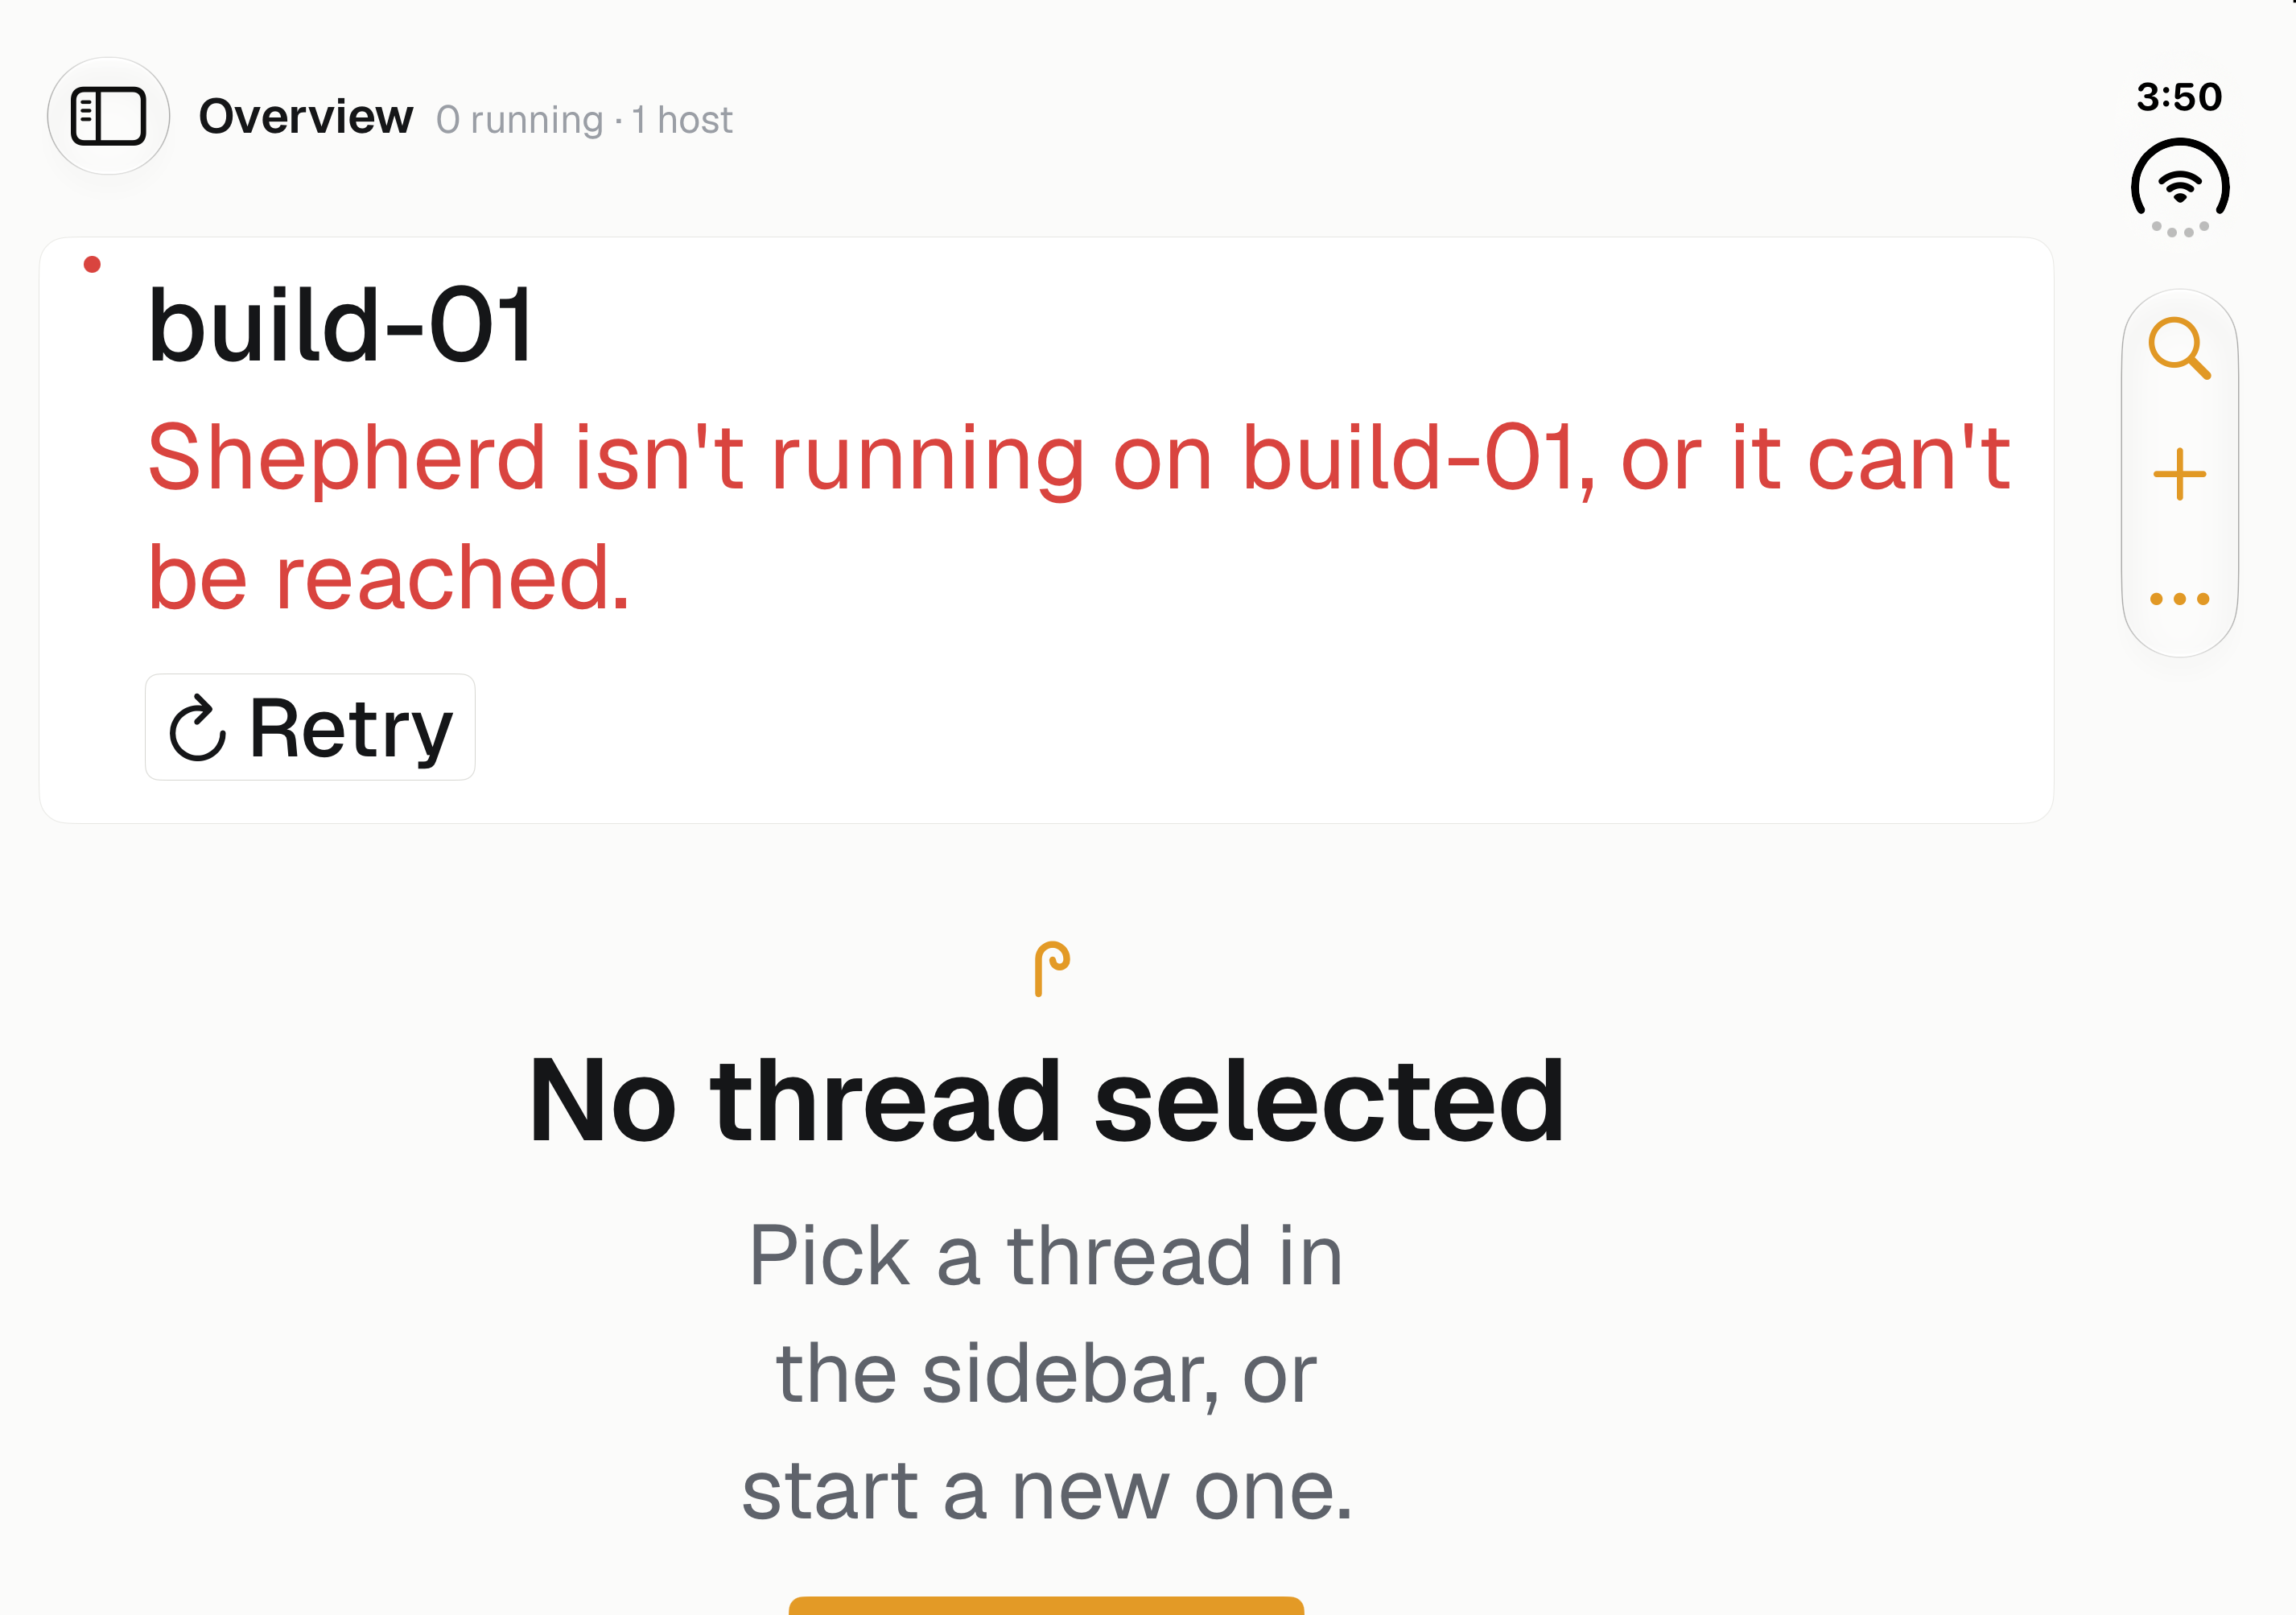 Overview 0 running · 1 host
3:50
build-01
Shepherd isn't running on build-01, or it can't
be reached.
Retry
No thread selected
Pick a thread in
the sidebar, or
start a new one.